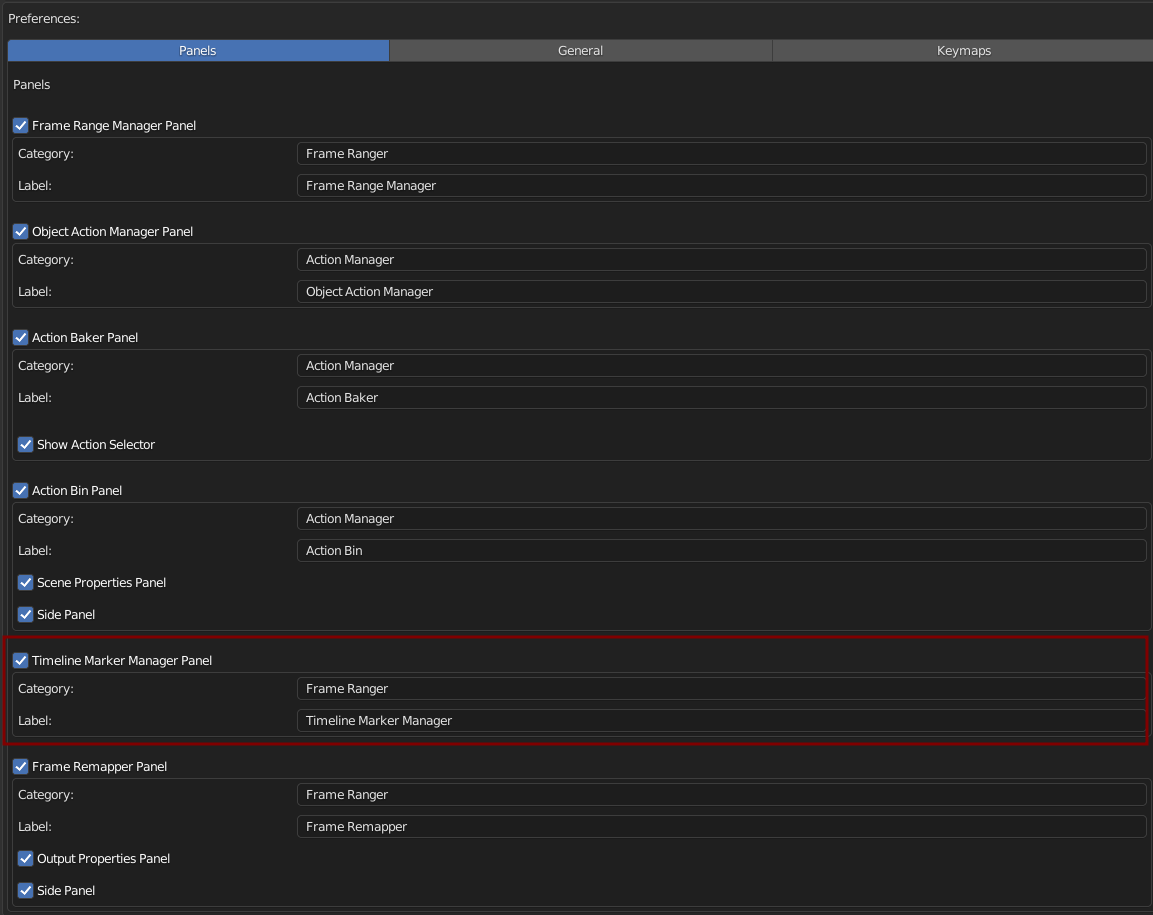 Preferences:
Panels General Keymaps
Panels
Frame Range Manager Panel
Category: Frame Ranger
Label: Frame Range Manager
Object Action Manager Panel
Category: Action Manager
Label: Object Action Manager
Action Baker Panel
Category: Action Manager
Label: Action Baker
Show Action Selector
Action Bin Panel
Category: Action Manager
Label: Action Bin
Scene Properties Panel
Side Panel
Timeline Marker Manager Panel
Category: Frame Ranger
Label: Timeline Marker Manager
Frame Remapper Panel
Category: Frame Ranger
Label: Frame Remapper
Output Properties Panel
Side Panel